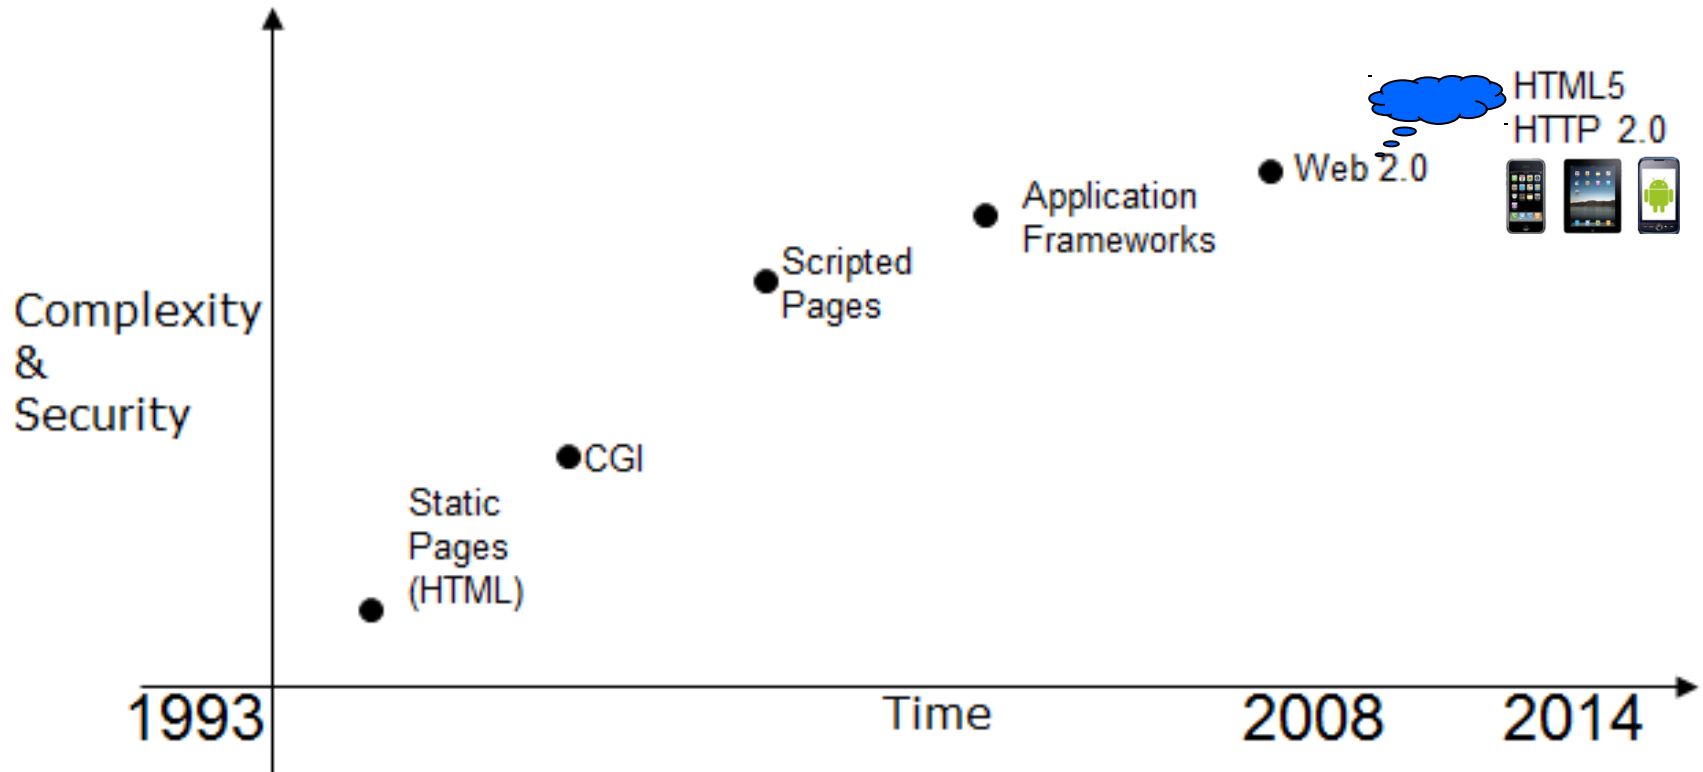 HTML5
HTTP 2.0
Web 2.0
Application
Frameworks
Scripted
Pages
Complexity
&
Security
CGI
Static
Pages
(HTML)
1993
Time
2008
2014